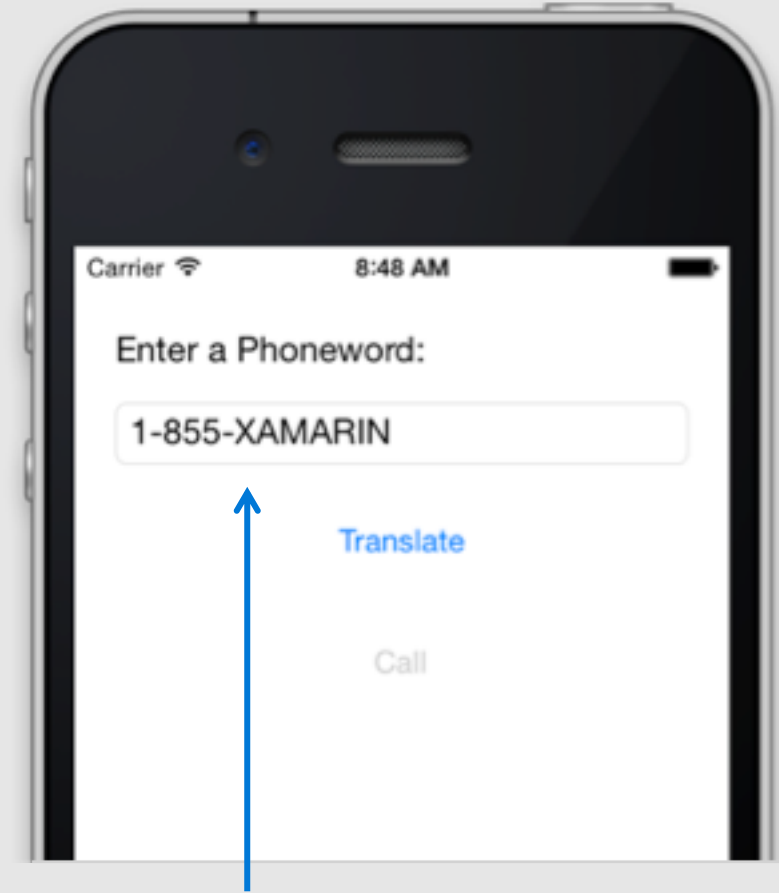 Carrier 8:48 AM
Enter a Phoneword:
1-855-XAMARIN
Translate
Call